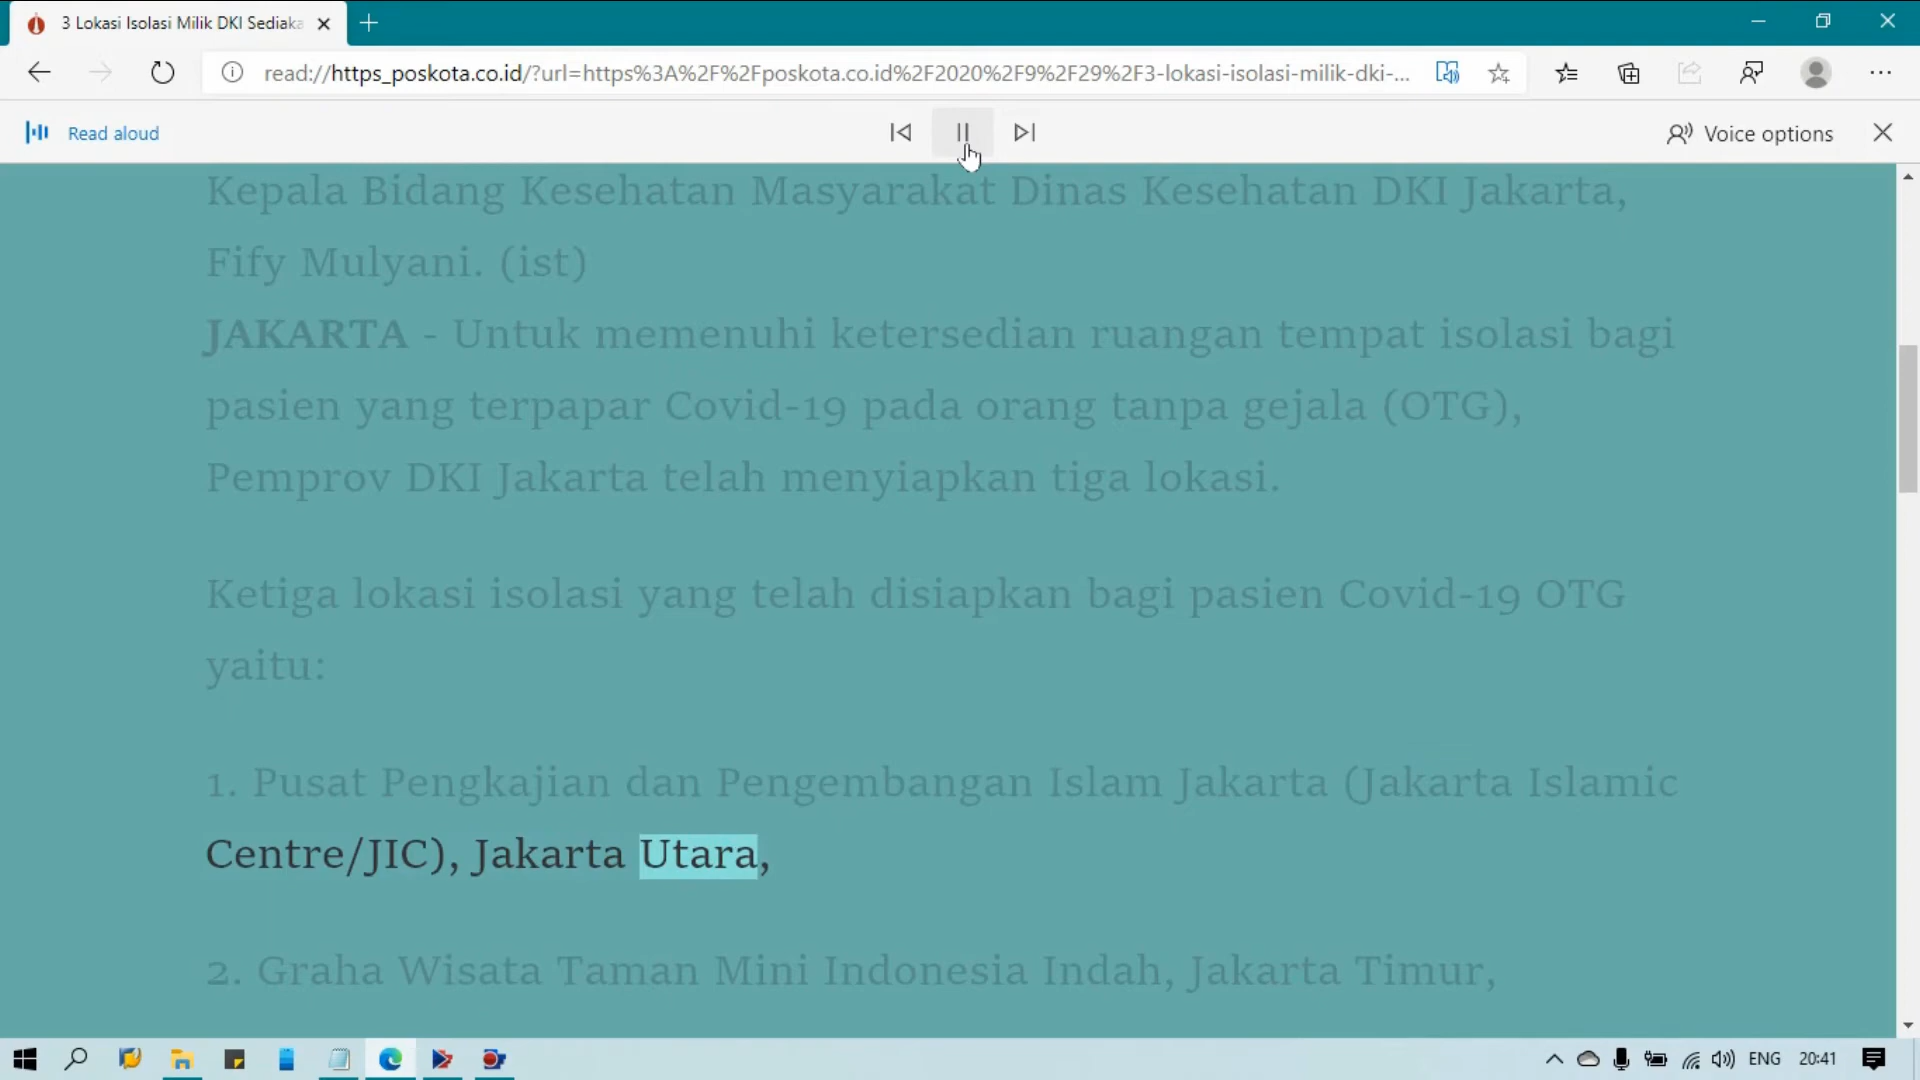 3 Lokasi Isolasi Milik DKI Sediaka
read://https_poskota.co.id/?url=https%3A%2F%2Fposkota.co.id%2F2020%2F9%2F29%2F3-lokasi-isolasi-milik-dki-...
Read aloud
Voice options
Kepala Bidang Kesehatan Masyarakat Dinas Kesehatan DKI Jakarta,
Fify Mulyani. (ist)
JAKARTA - Untuk memenuhi ketersedian ruangan tempat isolasi bagi
pasien yang terpapar Covid-19 pada orang tanpa gejala (OTG),
Pemprov DKI Jakarta telah menyiapkan tiga lokasi.
Ketiga lokasi isolasi yang telah disiapkan bagi pasien Covid-19 OTG
yaitu:
1. Pusat Pengkajian dan Pengembangan Islam Jakarta (Jakarta Islamic
Centre/JIC), Jakarta Utara,
2. Graha Wisata Taman Mini Indonesia Indah, Jakarta Timur,
ENG 20:41